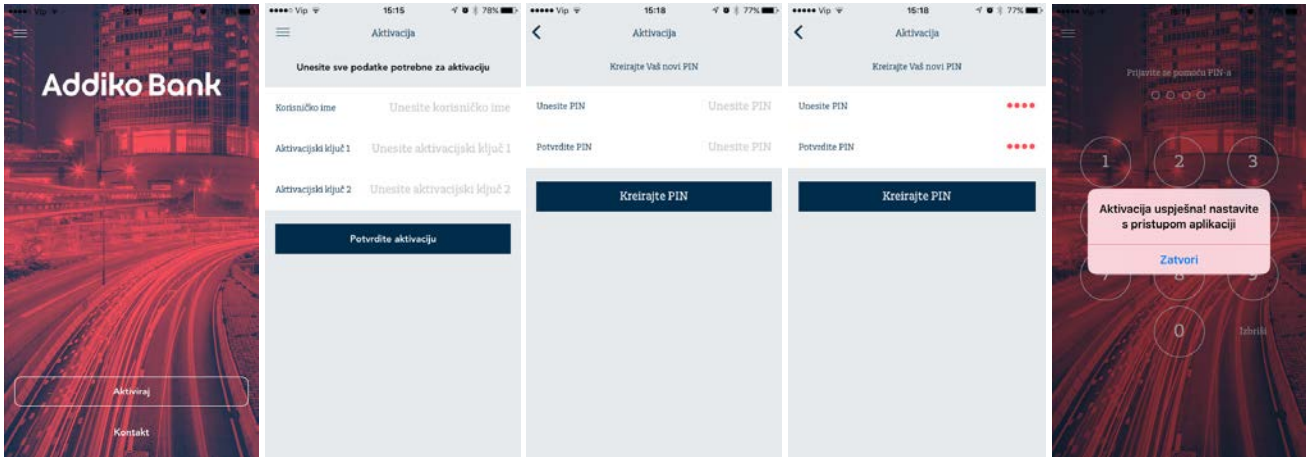 Addiko Bank
Aktiviraj
Kontakt
●●●●○ Vip 15:15 78%
Aktivacija
Unesite sve podatke potrebne za aktivaciju
Korisničko ime Unesite korisničko ime
Aktivacijski ključ 1 Unesite aktivacijski ključ 1
Aktivacijski ključ 2 Unesite aktivacijski ključ 2
Potvrdite aktivaciju
●●●●● Vip 15:18 77%
Aktivacija
Kreirajte Vaš novi PIN
Unesite PIN Unesite PIN
Potvrdite PIN Unesite PIN
Kreirajte PIN
●●●●● Vip 15:18 77%
Aktivacija
Kreirajte Vaš novi PIN
Unesite PIN ●●●●
Potvrdite PIN ●●●●
Kreirajte PIN
Prijavite se pomoću PIN-a
1 2 3
Aktivacija uspješna! nastavite
s pristupom aplikaciji
Zatvori
7 8 9
0 Izbriši